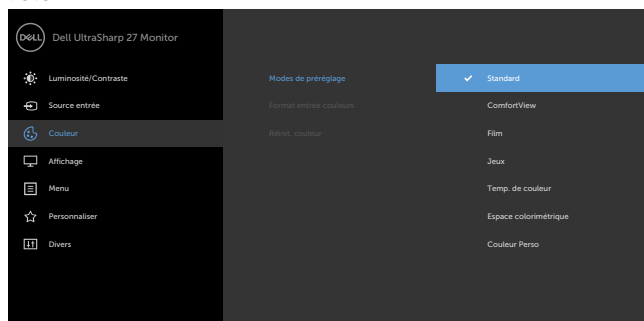 DELL
Dell UltraSharp 27 Monitor
Luminosité/Contraste
Source entrée
Couleur
Affichage
Menu
Personnaliser
Divers
Modes de préréglage
Format entrée couleurs
Réinit. couleur
Standard
ComfortView
Film
Jeux
Temp. de couleur
Espace colorimétrique
Couleur Perso